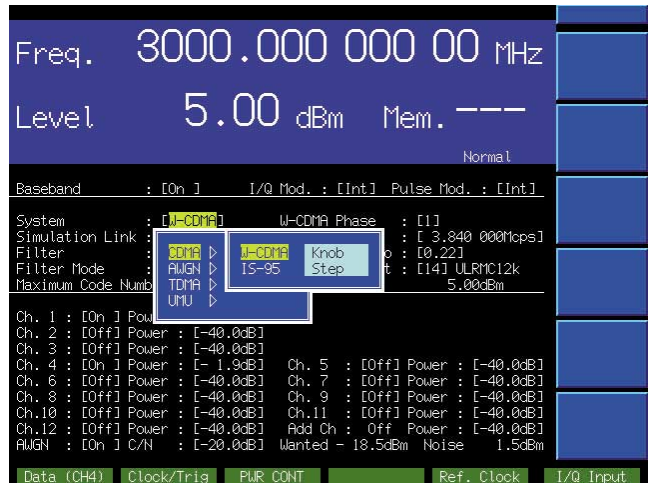 Freq. 3000.000 000 00 MHz
Level 5.00 dBm Mem. ---
Normal
Baseband : [On ] I/Q Mod. : [Int] Pulse Mod. : [Int]
System : [W-CDMA] W-CDMA Phase : [1]
Simulation Link : : [ 3.840 000Mcps]
Filter : CDMA ▷ W-CDMA Knob o : [0.22]
Filter Mode : AWGN ▷ IS-95 Step t : [14] ULRMC12k
Maximum Code Numb TDMA ▷ 5.00dBm
UMU ▷
Ch. 1 : [On ] Pow
Ch. 2 : [Off] Power : [-40.0dB]
Ch. 3 : [Off] Power : [-40.0dB]
Ch. 4 : [On ] Power : [- 1.9dB] Ch. 5 : [Off] Power : [-40.0dB]
Ch. 6 : [Off] Power : [-40.0dB] Ch. 7 : [Off] Power : [-40.0dB]
Ch. 8 : [Off] Power : [-40.0dB] Ch. 9 : [Off] Power : [-40.0dB]
Ch.10 : [Off] Power : [-40.0dB] Ch.11 : [Off] Power : [-40.0dB]
Ch.12 : [Off] Power : [-40.0dB] Add Ch : Off Power : [-40.0dB]
AWGN : [On ] C/N : [-20.0dB] Wanted - 18.5dBm Noise 1.5dBm
Data (CH4) Clock/Trig PWR CONT Ref. Clock I/Q Input